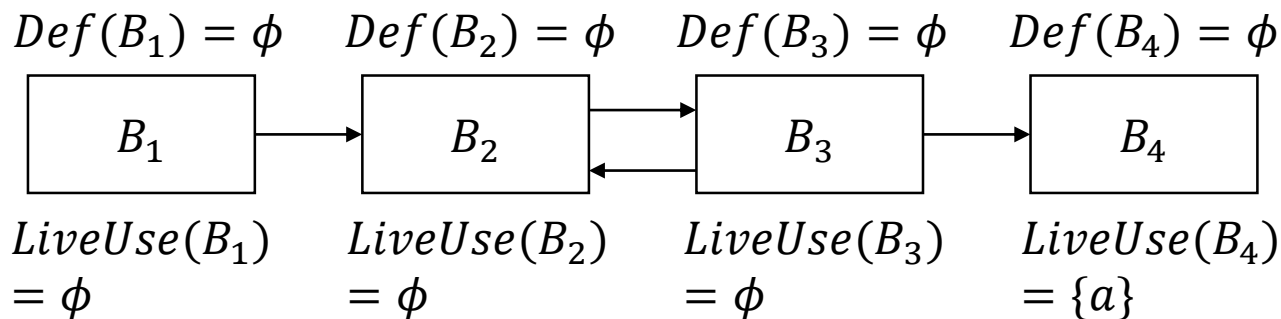 Def(B₁) = ϕ Def(B₂) = ϕ Def(B₃) = ϕ Def(B₄) = ϕ
B₁ B₂ B₃ B₄
LiveUse(B₁) LiveUse(B₂) LiveUse(B₃) LiveUse(B₄)
= ϕ = ϕ = ϕ = {a}